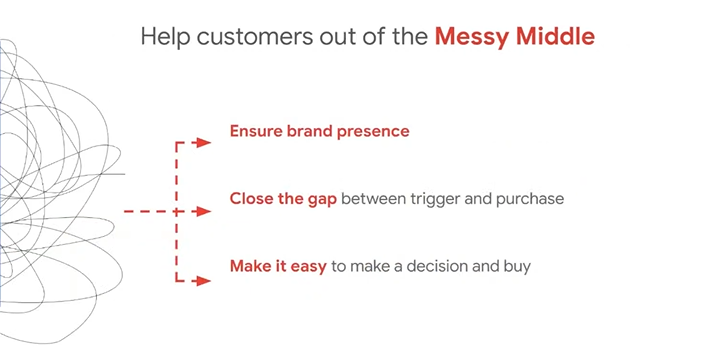 Help customers out of the Messy Middle
Ensure brand presence
Close the gap between trigger and purchase
Make it easy to make a decision and buy